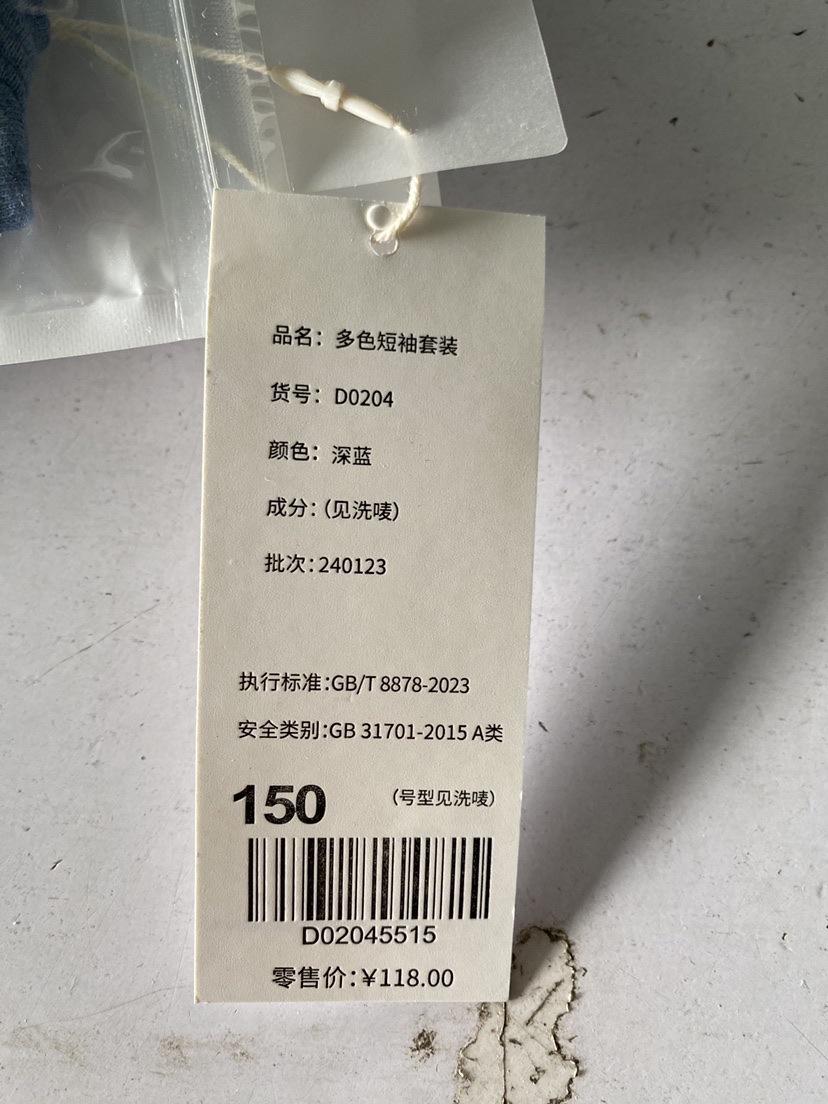 品名：多色短袖套装
货号：D0204
颜色：深蓝
成分：（见洗唛）
批次：240123
执行标准：GB/T 8878-2023
安全类别：GB 31701-2015 A类
150 （号型见洗唛）
D02045515
零售价：¥118.00